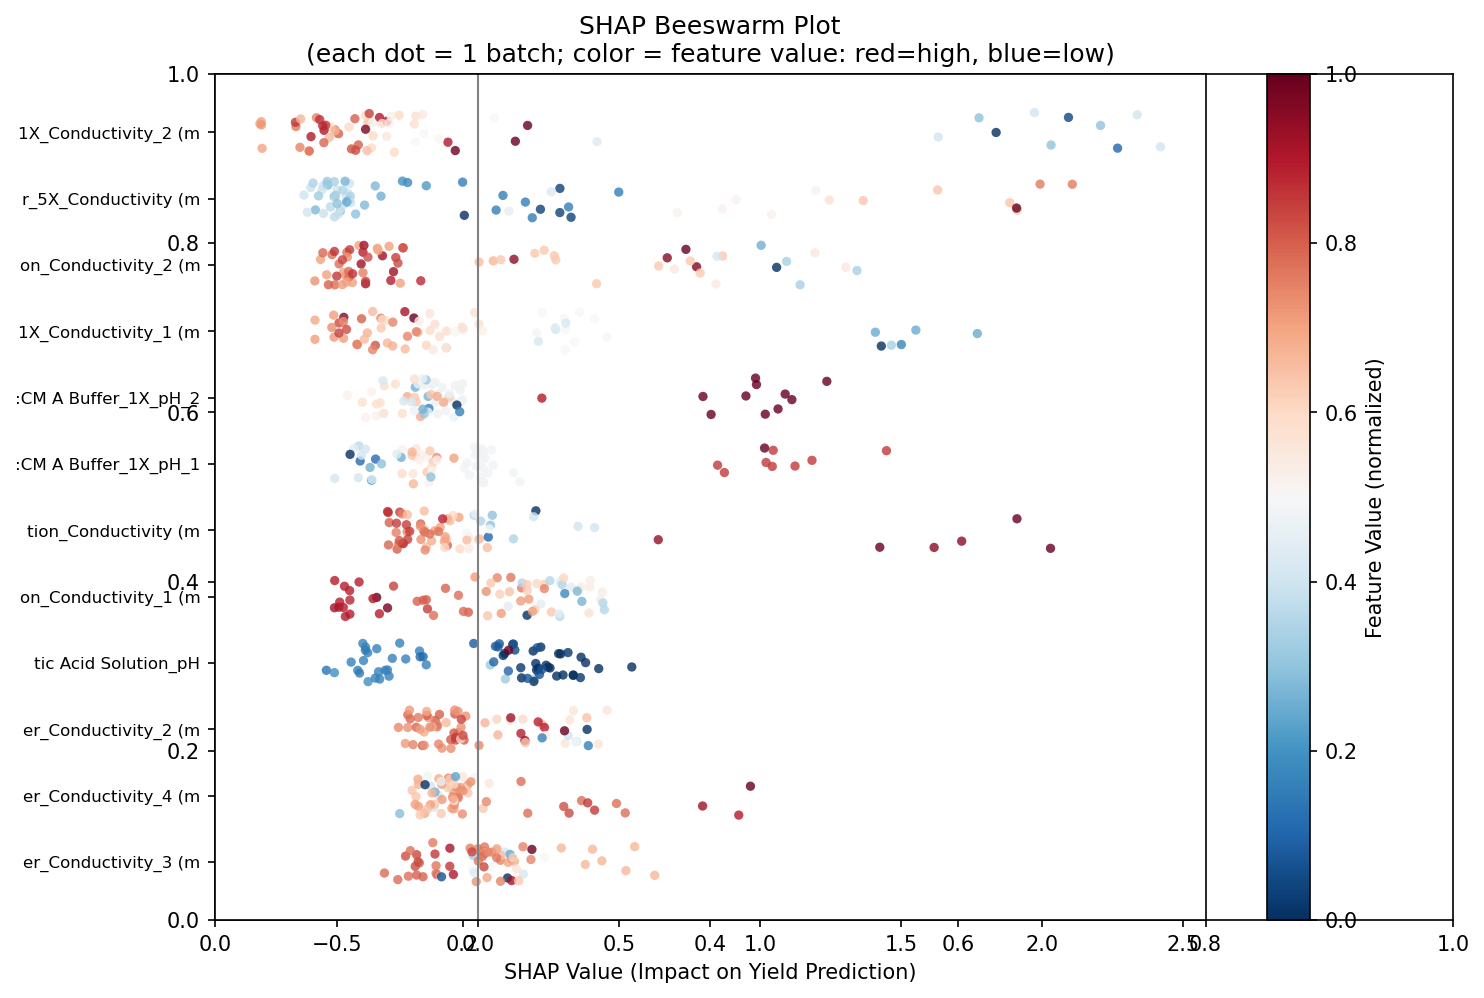 SHAP Beeswarm Plot
(each dot = 1 batch; color = feature value: red=high, blue=low)
1.0
1X_Conductivity_2 (m
r_5X_Conductivity (m
0.8
on_Conductivity_2 (m
1X_Conductivity_1 (m
:CM A Buffer_1X_pH_2
0.6
:CM A Buffer_1X_pH_1
tion_Conductivity (m
0.4
on_Conductivity_1 (m
tic Acid Solution_pH
er_Conductivity_2 (m
0.2
er_Conductivity_4 (m
er_Conductivity_3 (m
0.0
0.0 −0.5 0.2 0.0 0.5 0.4 1.0 1.5 0.6 2.0 2.5 0.8 1.0
SHAP Value (Impact on Yield Prediction)
1.0
0.8
0.6
0.4
0.2
0.0
Feature Value (normalized)